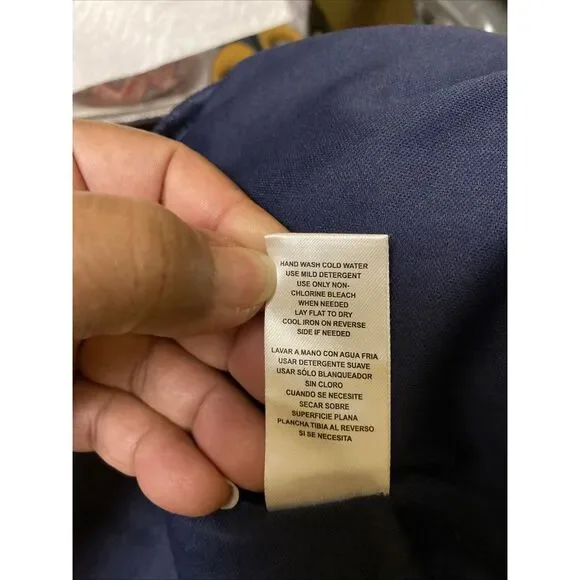 HAND WASH COLD WATER
USE MILD DETERGENT
USE ONLY NON-
CHLORINE BLEACH
WHEN NEEDED
LAY FLAT TO DRY
COOL IRON ON REVERSE
SIDE IF NEEDED
LAVAR A MANO CON AGUA FRIA
USAR DETERGENTE SUAVE
USAR SÓLO BLANQUEADOR
SIN CLORO
CUANDO SE NECESITE
SECAR SOBRE
SUPERFICIE PLANA
PLANCHA TIBIA AL REVERSO
SI SE NECESITA